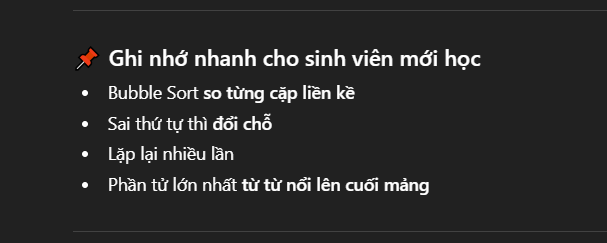 📌 Ghi nhớ nhanh cho sinh viên mới học
• Bubble Sort so từng cặp liền kề
• Sai thứ tự thì đổi chỗ
• Lặp lại nhiều lần
• Phần tử lớn nhất từ từ nổi lên cuối mảng